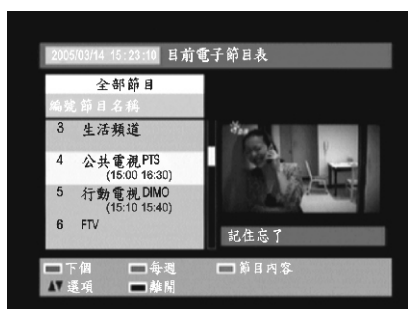 2005/03/14 15:23:10 目前電子節目表
全部節目
編號節目名稱
3 生活頻道
4 公共電視PTS
(15:00 16:30)
5 行動電視DIMO
(15:10 15:40)
6 FTV
記住忘了
下個 每週 節目內容
▲▼ 選項 離開